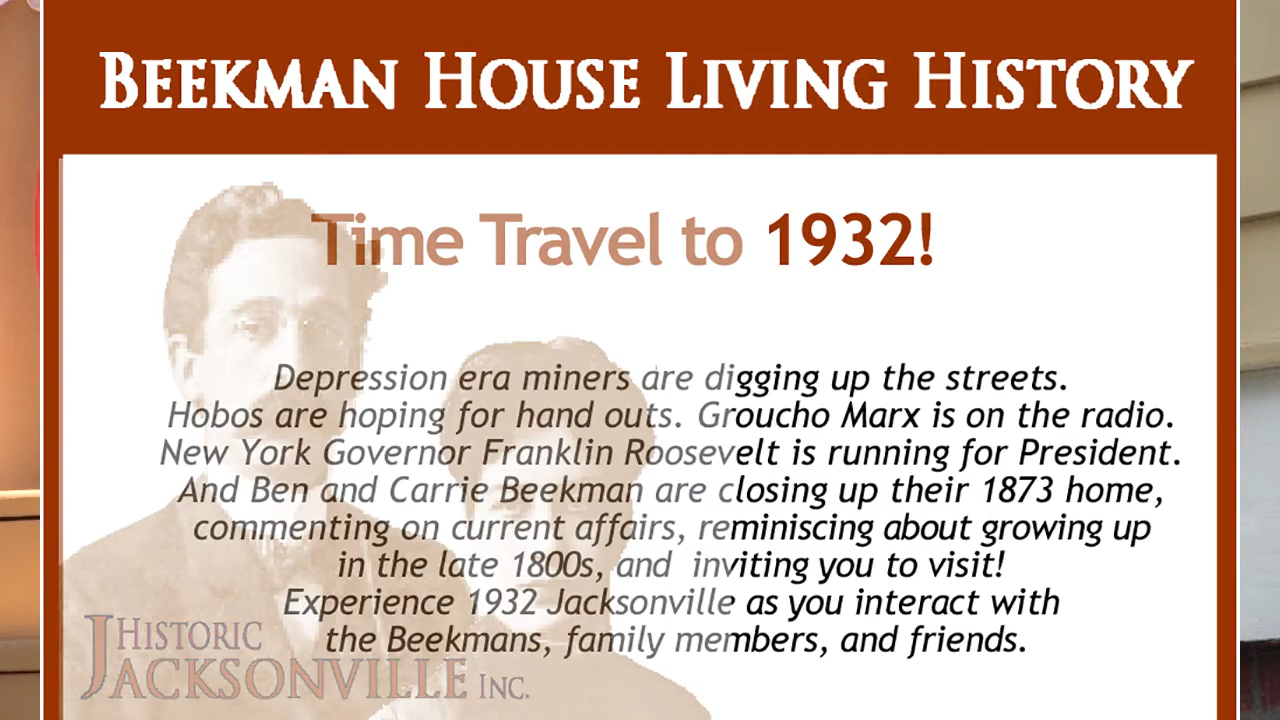 BEEKMAN HOUSE LIVING HISTORY
Time Travel to 1932!
Depression era miners are digging up the streets.
Hobos are hoping for hand outs. Groucho Marx is on the radio.
New York Governor Franklin Roosevelt is running for President.
And Ben and Carrie Beekman are closing up their 1873 home,
commenting on current affairs, reminiscing about growing up
in the late 1800s, and inviting you to visit!
Experience 1932 Jacksonville as you interact with
the Beekmans, family members, and friends.
HISTORIC
JACKSONVILLE INC.